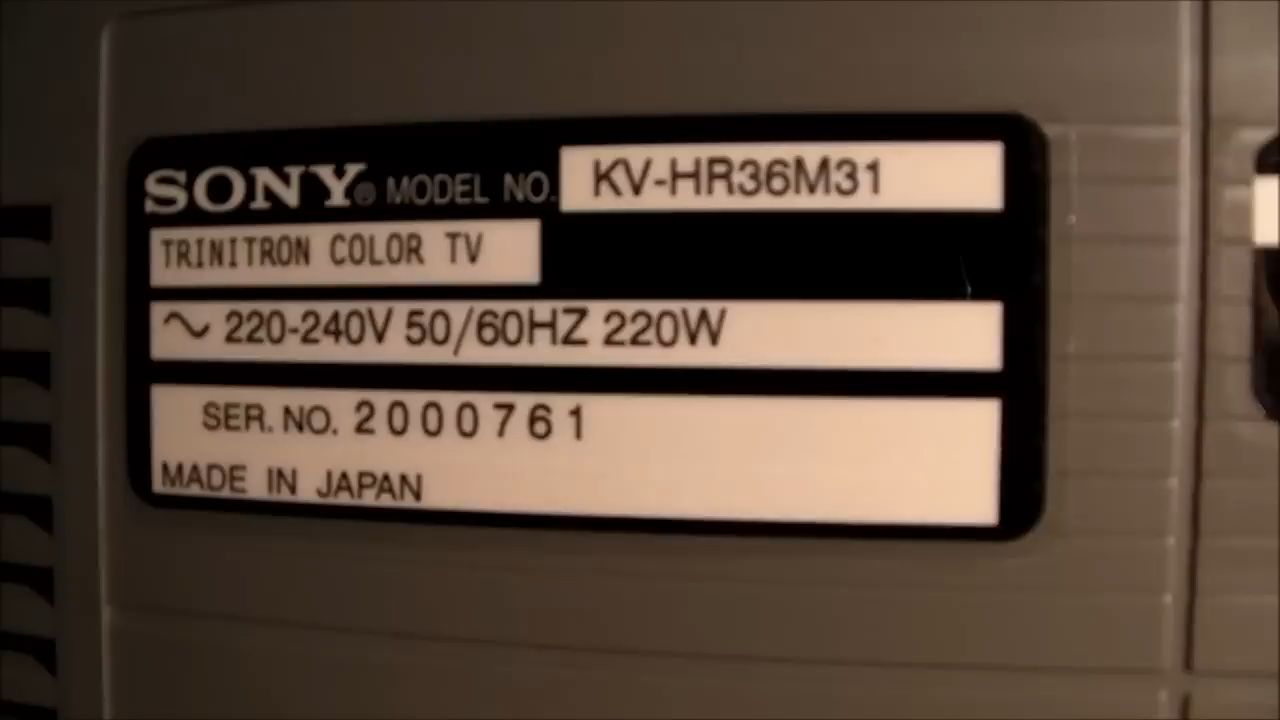 SONY® MODEL NO. KV-HR36M31
TRINITRON COLOR TV
~ 220-240V 50/60HZ 220W
SER. NO. 2000761
MADE IN JAPAN